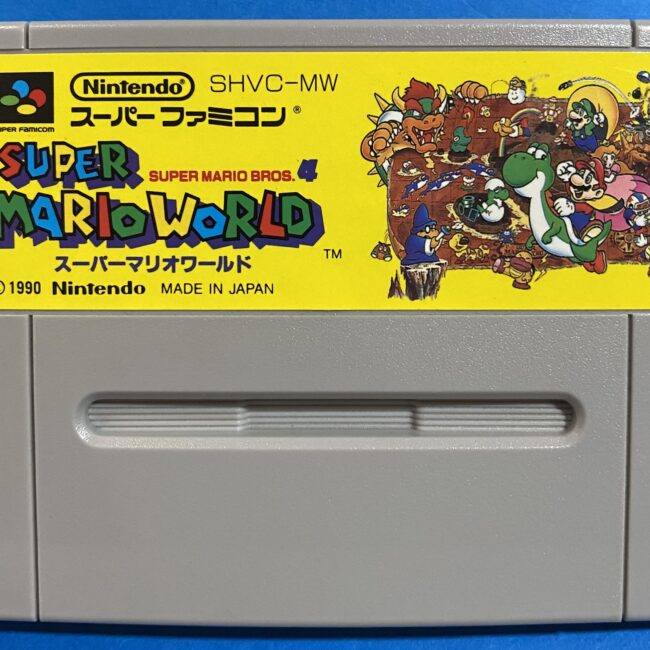 Nintendo® SHVC-MW
スーパーファミコン®
UPER FAMICOM
SUPER
SUPER MARIO BROS. 4
MARIO WORLD
TM
スーパーマリオワールド
© 1990 Nintendo MADE IN JAPAN